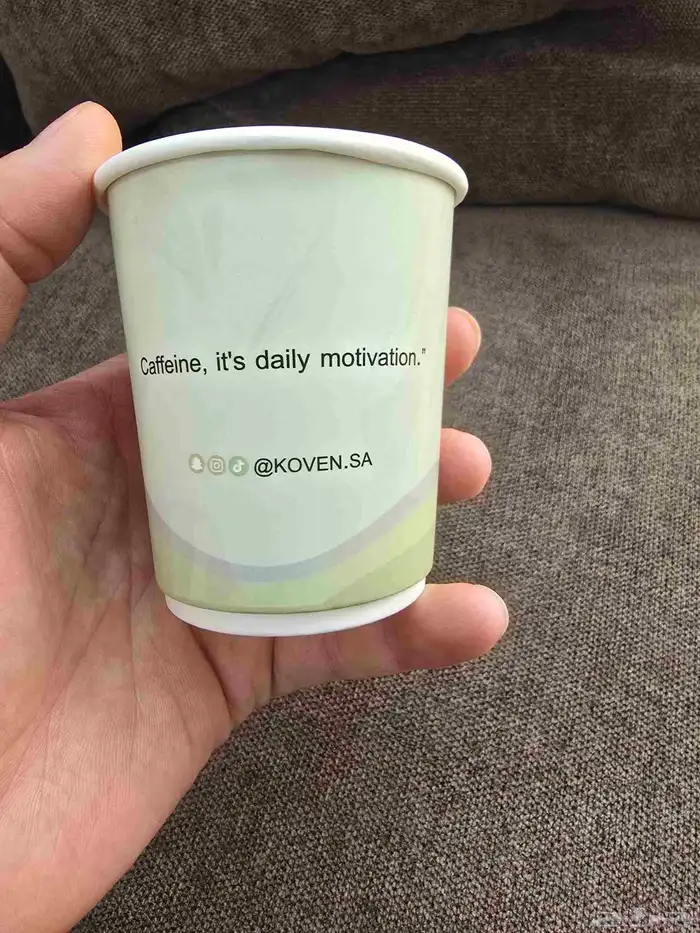 Caffeine, it's daily motivation."
@KOVEN.SA